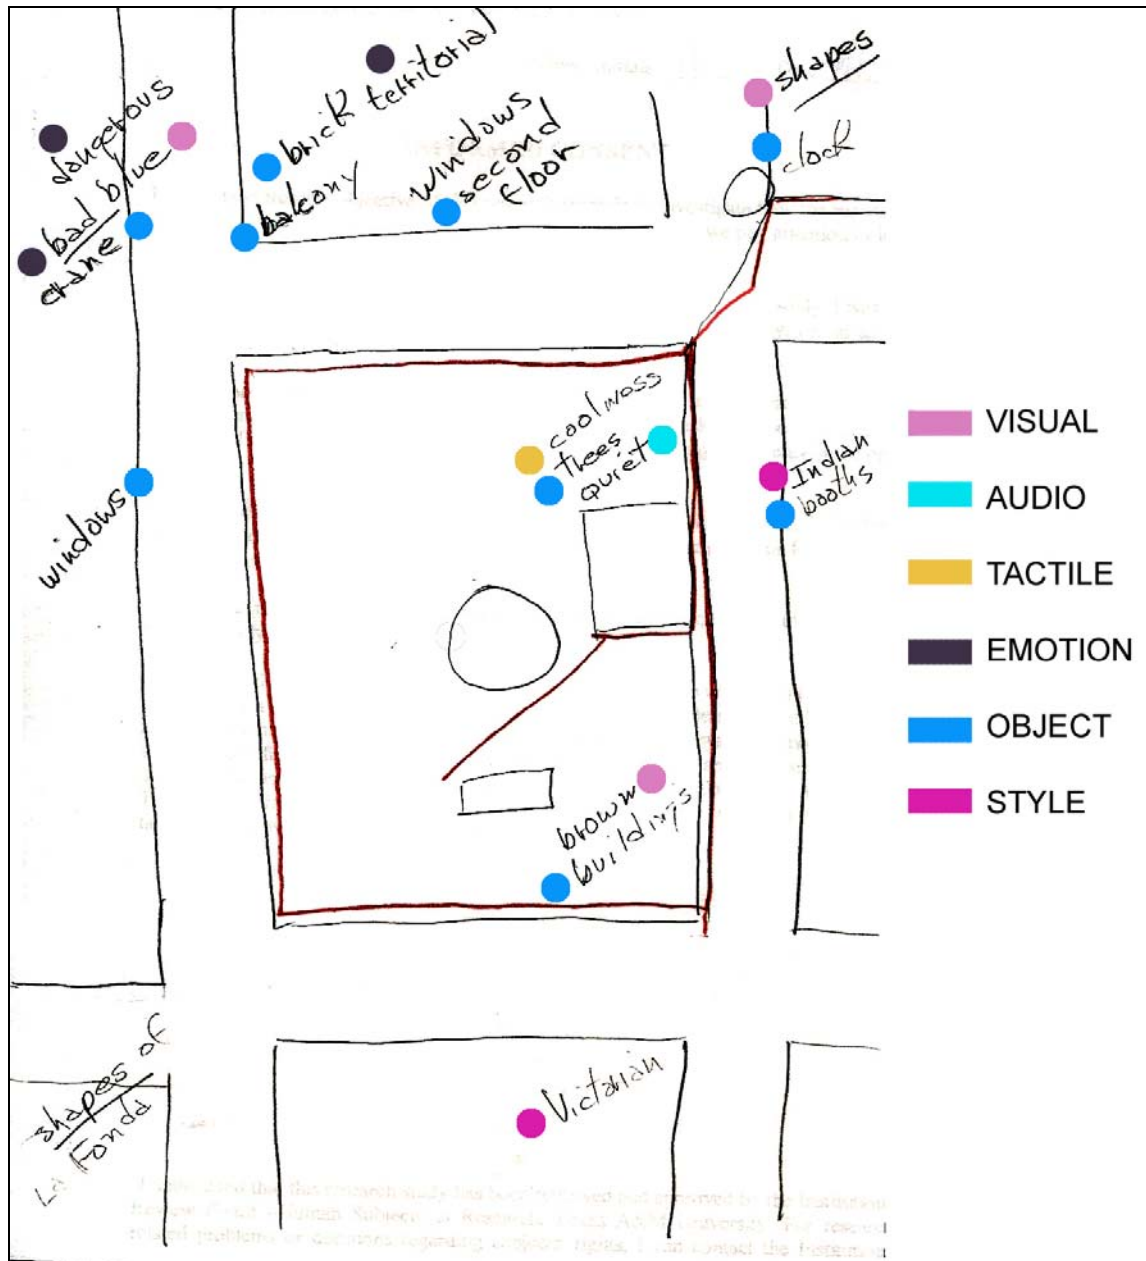 brick territorial
shapes
clock
windows
second
floor
dangerous
bad blue
crane
balcony
coolness
trees
quiet
Indian
booths
windows
brown
buildings
Victorian
shapes of
La Fonda
VISUAL
AUDIO
TACTILE
EMOTION
OBJECT
STYLE